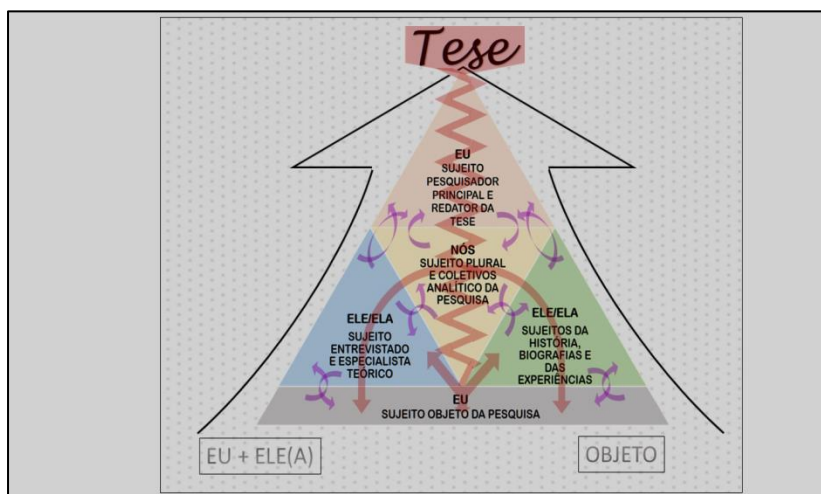 Tese
EU
SUJEITO
PESQUISADOR
PRINCIPAL E
REDATOR DA
TESE
NÓS
SUJEITO PLURAL
E COLETIVOS
ANALÍTICO DA
PESQUISA
ELE/ELA
SUJEITO
ENTREVISTADO
E ESPECIALISTA
TEÓRICO
ELE/ELA
SUJEITOS DA
HISTÓRIA,
BIOGRAFIAS E
DAS
EXPERIÊNCIAS
EU
SUJEITO OBJETO DA PESQUISA
EU + ELE(A)
OBJETO